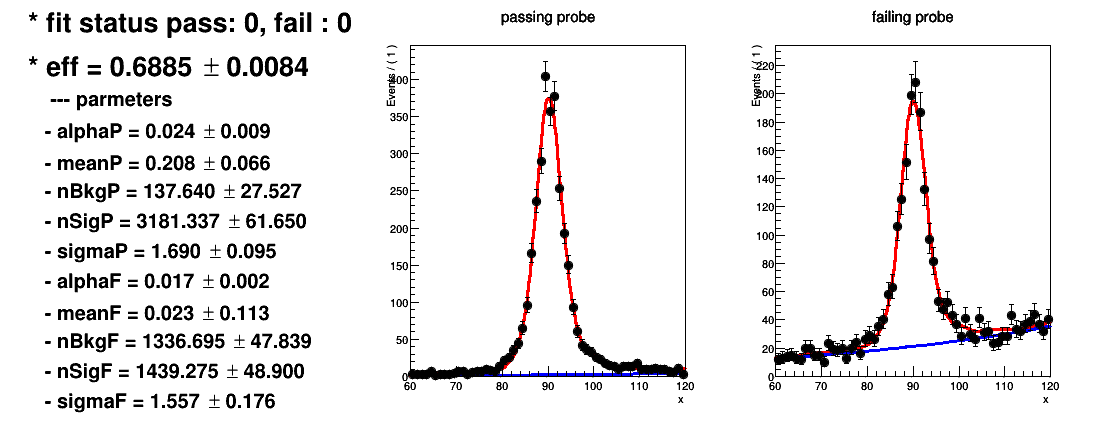 * fit status pass: 0, fail : 0
* eff = 0.6885 ± 0.0084
--- parmeters
- alphaP = 0.024 ± 0.009
- meanP = 0.208 ± 0.066
- nBkgP = 137.640 ± 27.527
- nSigP = 3181.337 ± 61.650
- sigmaP = 1.690 ± 0.095
- alphaF = 0.017 ± 0.002
- meanF = 0.023 ± 0.113
- nBkgF = 1336.695 ± 47.839
- nSigF = 1439.275 ± 48.900
- sigmaF = 1.557 ± 0.176
passing probe
Events / ( 1 )
400
350
300
250
200
150
100
50
0
60 70 80 90 100 110 120
x
failing probe
Events / ( 1 )
220
200
180
160
140
120
100
80
60
40
20
0
60 70 80 90 100 110 120
x